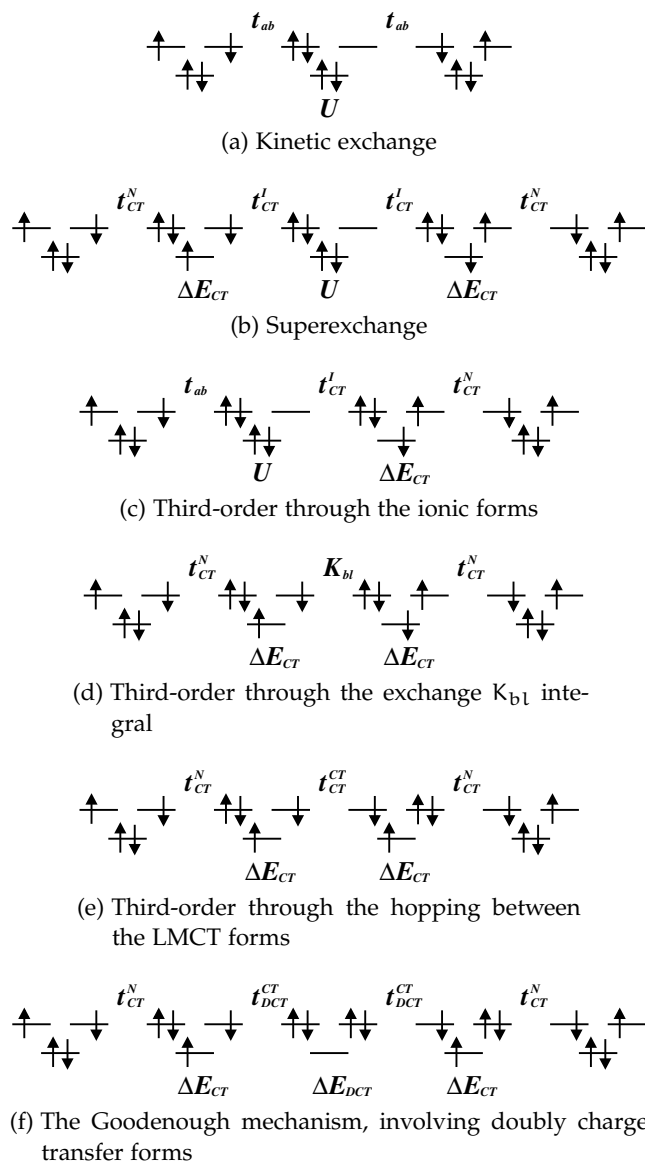 t_ab t_ab
U
(a) Kinetic exchange
t_CT^N t_CT^I t_CT^I t_CT^N
ΔE_CT U ΔE_CT
(b) Superexchange
t_ab t_CT^I t_CT^N
U ΔE_CT
(c) Third-order through the ionic forms
t_CT^N K_bl t_CT^N
ΔE_CT ΔE_CT
(d) Third-order through the exchange K_bl inte-
gral
t_CT^N t_CT^CT t_CT^N
ΔE_CT ΔE_CT
(e) Third-order through the hopping between
the LMCT forms
t_CT^N t_DCT^CT t_DCT^CT t_CT^N
ΔE_CT ΔE_DCT ΔE_CT
(f) The Goodenough mechanism, involving doubly charge
transfer forms